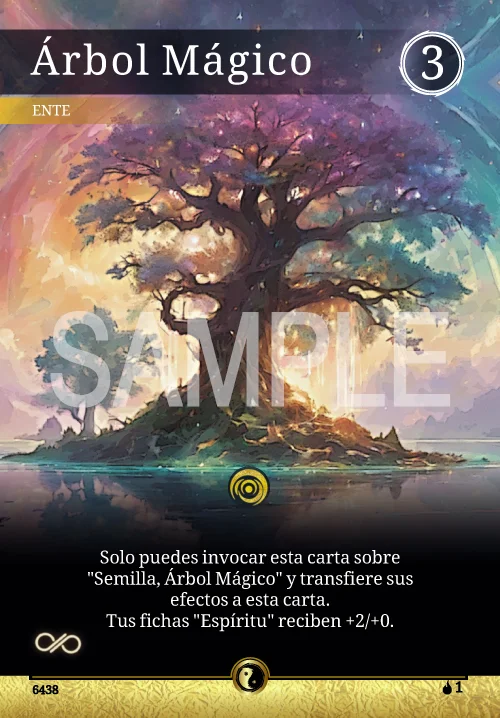 Árbol Mágico
3
ENTE
SAMPLE
Solo puedes invocar esta carta sobre
"Semilla, Árbol Mágico" y transfiere sus
efectos a esta carta.
Tus fichas "Espíritu" reciben +2/+0.
6438
1